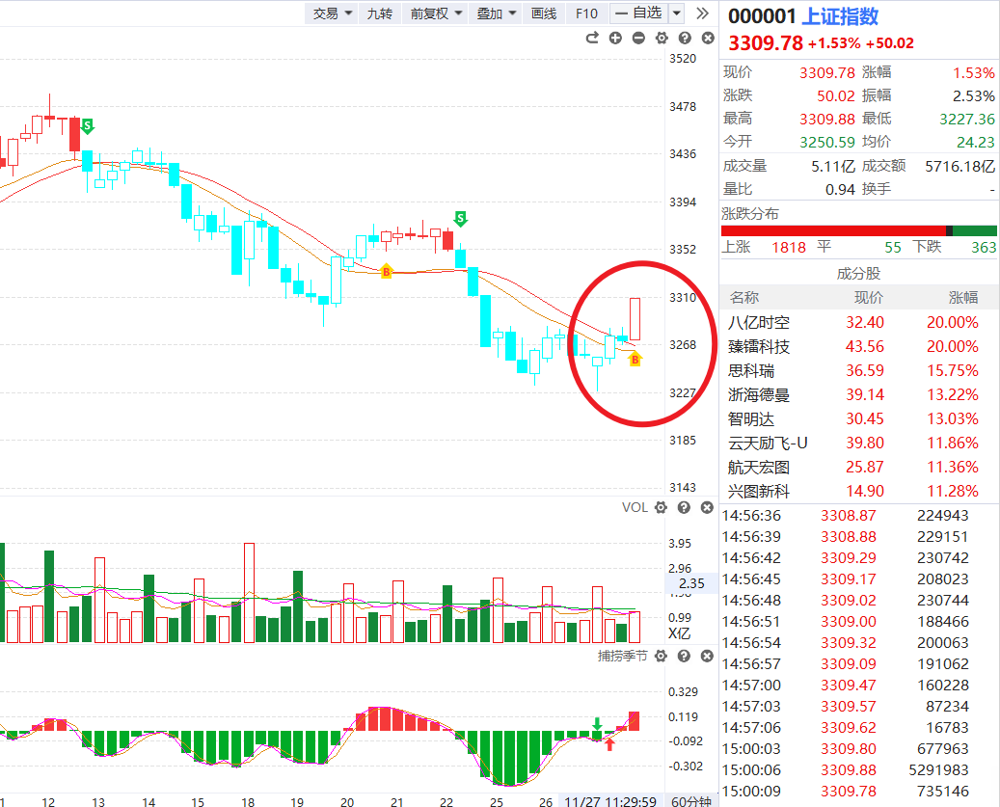 交易 九转 前复权 叠加 画线 F10 自选
000001 上证指数
3309.78 +1.53% +50.02
现价 3309.78 涨幅 1.53%
涨跌 50.02 振幅 2.53%
最高 3309.88 最低 3227.36
今开 3250.59 均价 24.23
成交量 5.11亿 成交额 5716.18亿
量比 0.94 换手 -
涨跌分布
上涨 1818 平 55 下跌 363
成分股
名称 现价 涨幅
八亿时空 32.40 20.00%
臻镭科技 43.56 20.00%
思科瑞 36.59 15.75%
浙海德曼 39.14 13.22%
智明达 30.45 13.03%
云天励飞-U 39.80 11.86%
航天宏图 25.87 11.36%
兴图新科 14.90 11.28%
14:56:36 3308.87 224943
14:56:39 3308.88 229151
14:56:42 3309.29 230742
14:56:45 3309.17 208023
14:56:48 3309.02 230744
14:56:51 3309.00 188466
14:56:54 3309.32 200063
14:56:57 3309.09 191062
14:57:00 3309.47 160228
14:57:03 3309.57 87234
14:57:06 3309.62 16783
15:00:03 3309.80 677963
15:00:06 3309.88 5291983
15:00:09 3309.78 735146
3520
3478
3436
3394
3352
3310
3268
3227
3185
3143
S
S
B
B
VOL
3.95
2.96
2.35
0.99
X亿
捕捞季节
0.329
0.119
-0.092
-0.302
11 12 13 14 15 18 19 20 21 22 25 26 11/27 11:29:59 60分钟